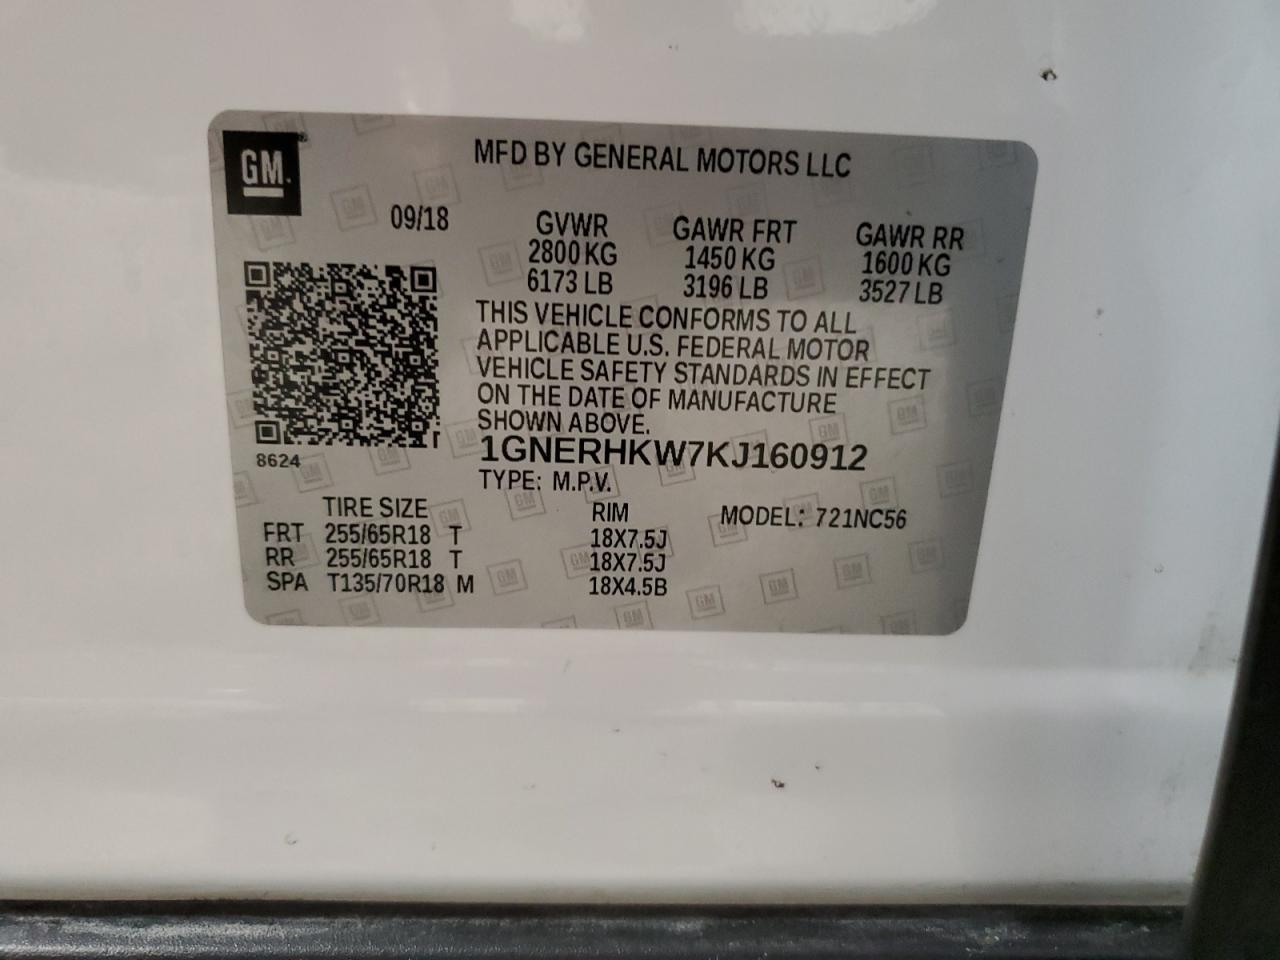 GM
MFD BY GENERAL MOTORS LLC
09/18 GVWR GAWR FRT GAWR RR
2800 KG 1450 KG 1600 KG
6173 LB 3196 LB 3527 LB
THIS VEHICLE CONFORMS TO ALL
APPLICABLE U.S. FEDERAL MOTOR
VEHICLE SAFETY STANDARDS IN EFFECT
ON THE DATE OF MANUFACTURE
SHOWN ABOVE.
8624 1GNERHKW7KJ160912
TYPE: M.P.V.
TIRE SIZE RIM MODEL: 721NC56
FRT 255/65R18 T 18X7.5J
RR 255/65R18 T 18X7.5J
SPA T135/70R18 M 18X4.5B